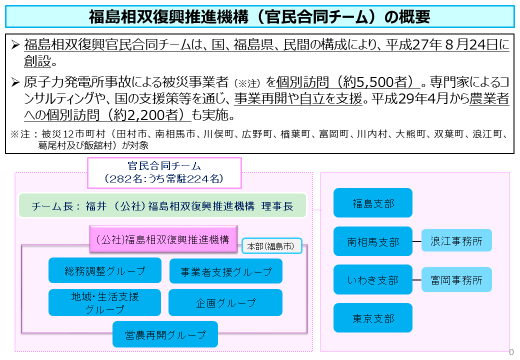 福島相双復興推進機構（官民合同チーム）の概要
➢ 福島相双復興官民合同チームは、国、福島県、民間の構成により、平成27年８月24日に
創設。
➢ 原子力発電所事故による被災事業者（※注）を個別訪問（約5,500者）。専門家によるコ
ンサルティングや、国の支援策等を通じ、事業再開や自立を支援。平成29年4月から農業者
への個別訪問（約2,200者）も実施。
※注：被災12市町村（田村市、南相馬市、川俣町、広野町、楢葉町、富岡町、川内村、大熊町、双葉町、浪江町、
葛尾村及び飯舘村）が対象
官民合同チーム
（282名：うち常駐224名）
チーム長：福井（公社）福島相双復興推進機構 理事長
(公社)福島相双復興推進機構
本部（福島市）
総務調整グループ
事業者支援グループ
地域・生活支援
グループ
企画グループ
営農再開グループ
福島支部
南相馬支部
浪江事務所
いわき支部
富岡事務所
東京支部
0